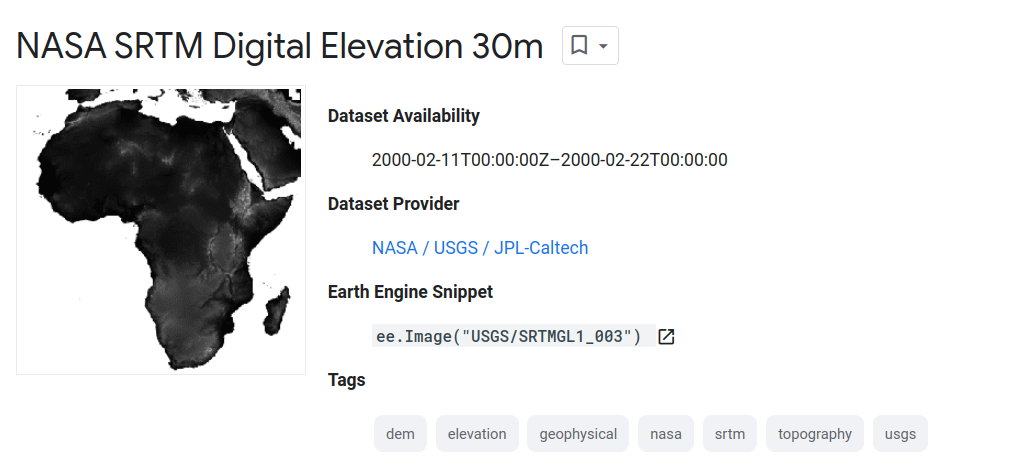 NASA SRTM Digital Elevation 30m
Dataset Availability
2000-02-11T00:00:00Z–2000-02-22T00:00:00
Dataset Provider
NASA / USGS / JPL-Caltech
Earth Engine Snippet
ee.Image("USGS/SRTMGL1_003")
Tags
dem elevation geophysical nasa srtm topography usgs